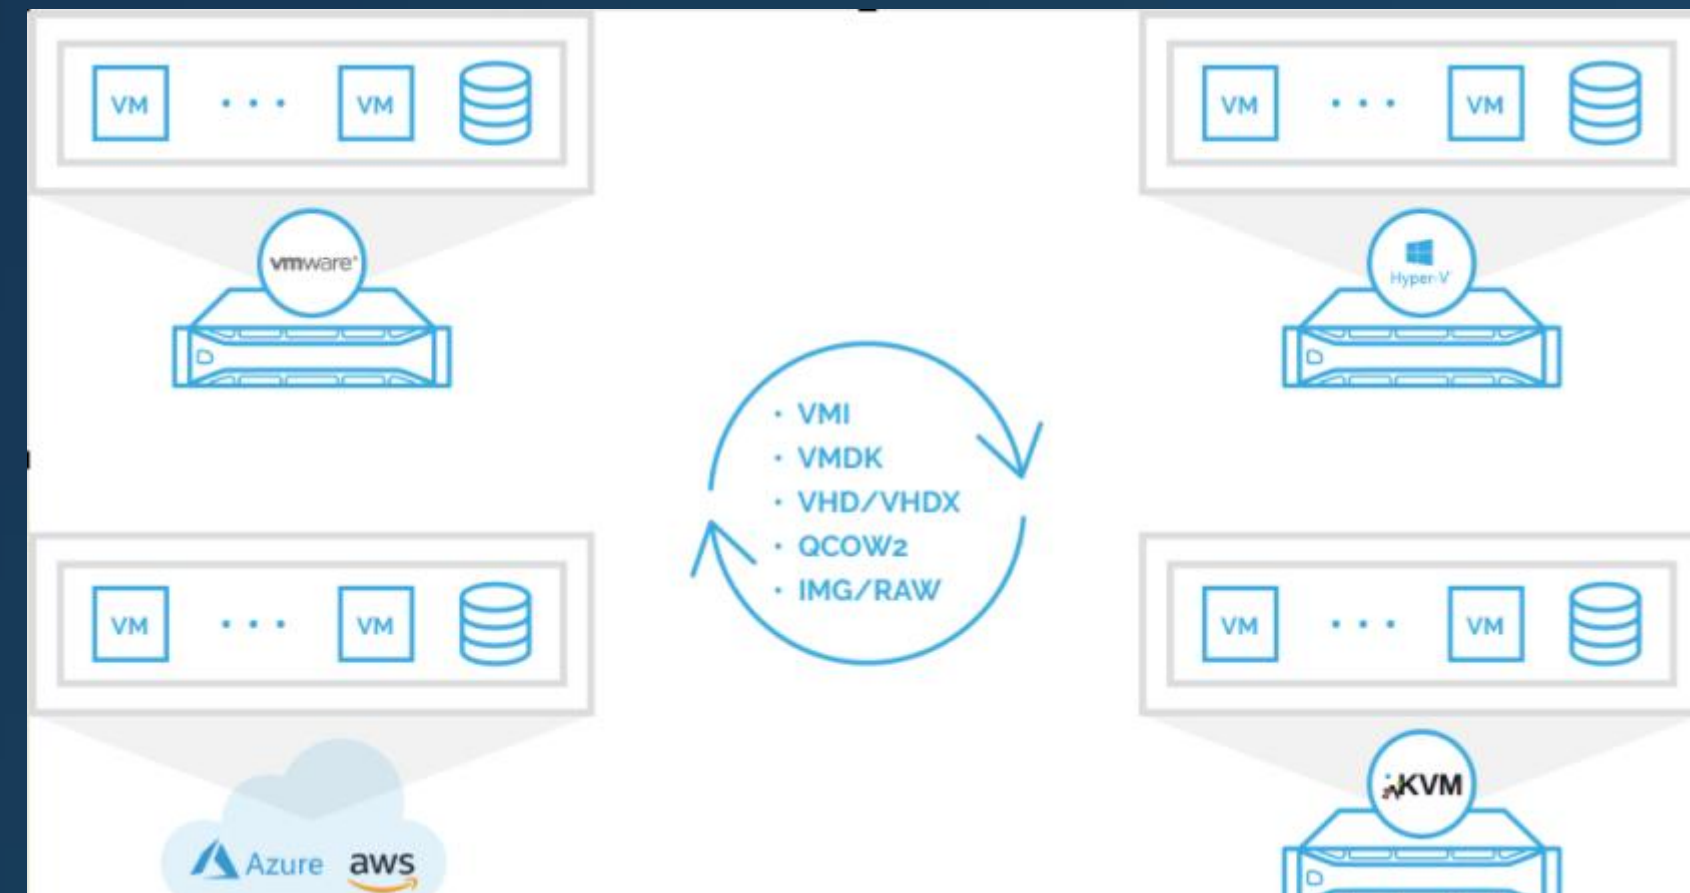 VM ... VM
VM ... VM
vmware®
Hyper-V
• VMI
• VMDK
• VHD/VHDX
• QCOW2
• IMG/RAW
VM ... VM
VM ... VM
KVM
Azure aws